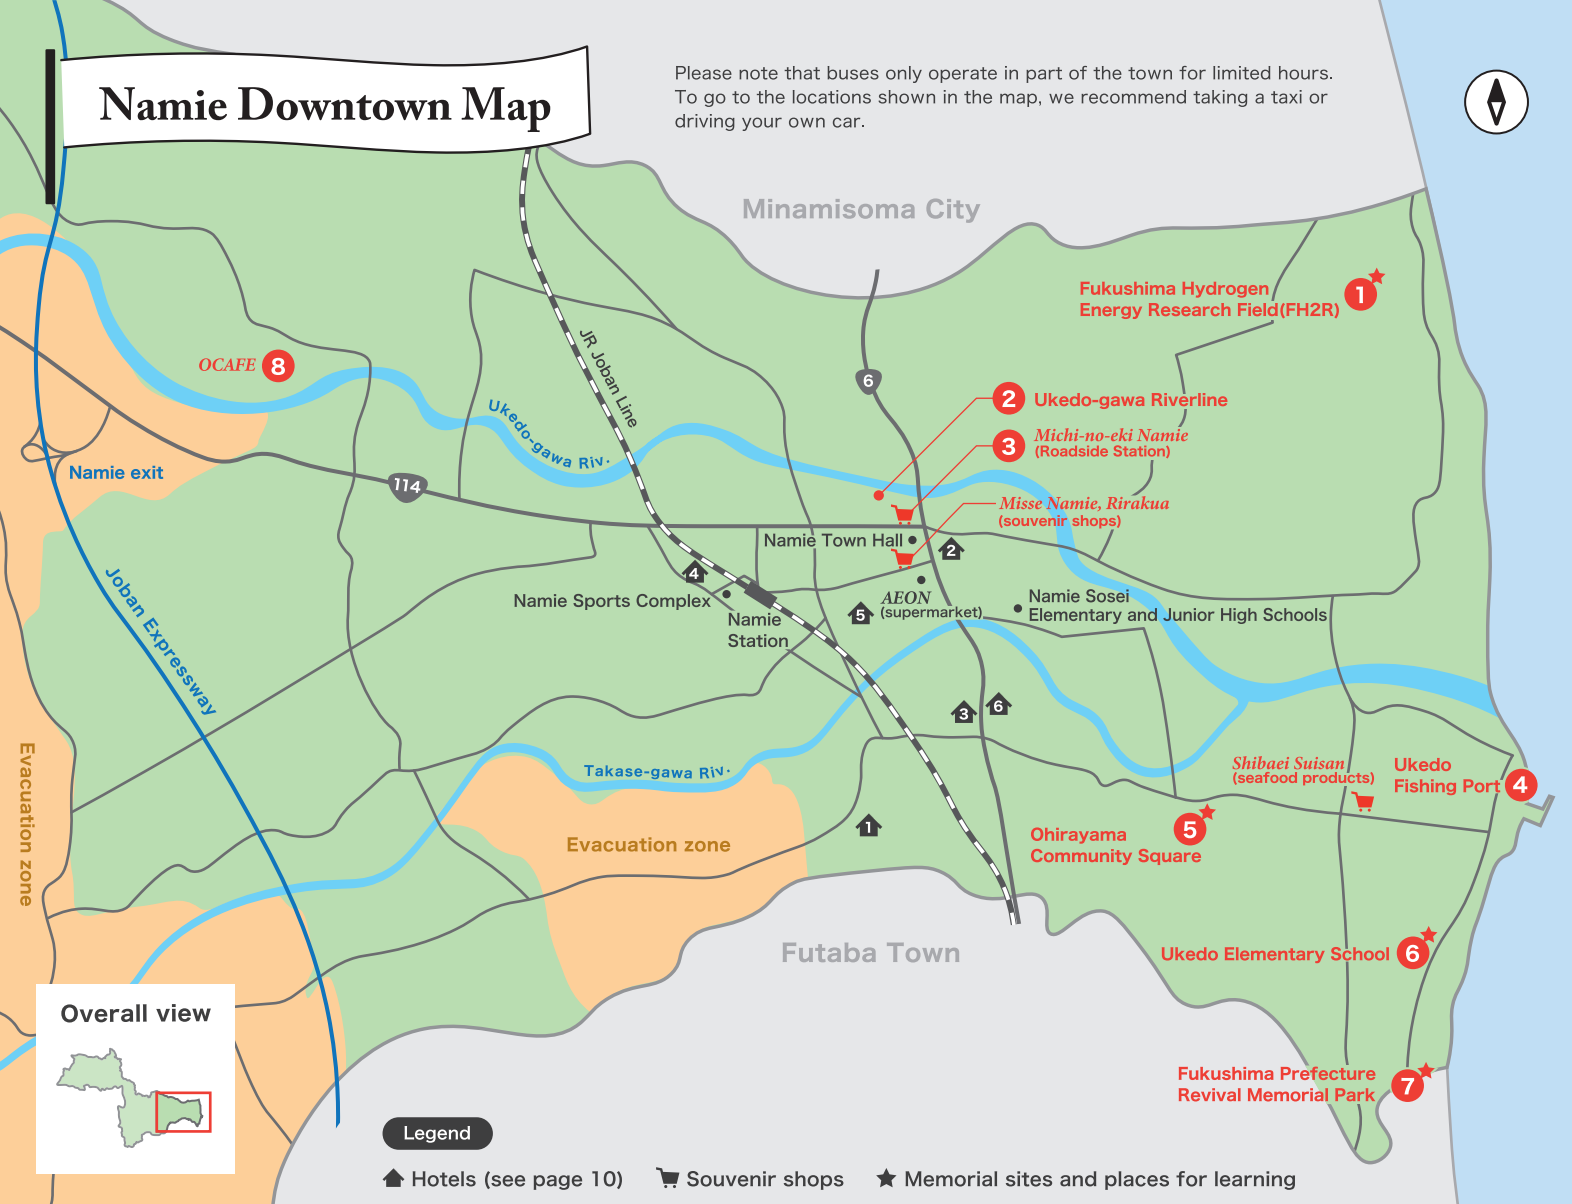 Namie Downtown Map
Please note that buses only operate in part of the town for limited hours.
To go to the locations shown in the map, we recommend taking a taxi or
driving your own car.
Minamisoma City
Fukushima Hydrogen
Energy Research Field(FH2R)
1
JR Joban Line
6
OCAFE 8
2 Ukedo-gawa Riverline
3 Michi-no-eki Namie
(Roadside Station)
Ukedo-gawa Riv.
Namie exit
114
Misse Namie, Rirakua
(souvenir shops)
Namie Town Hall
2
4
Namie Sports Complex
Namie
Station
5
AEON
(supermarket)
Namie Sosei
Elementary and Junior High Schools
Joban Expressway
3
6
Evacuation zone
Takase-gawa Riv.
Shibaei Suisan
(seafood products)
Ukedo
Fishing Port 4
1
Evacuation zone
Ohirayama
Community Square
5
Futaba Town
Ukedo Elementary School 6
Overall view
Fukushima Prefecture
Revival Memorial Park
7
Legend
Hotels (see page 10)
Souvenir shops
Memorial sites and places for learning